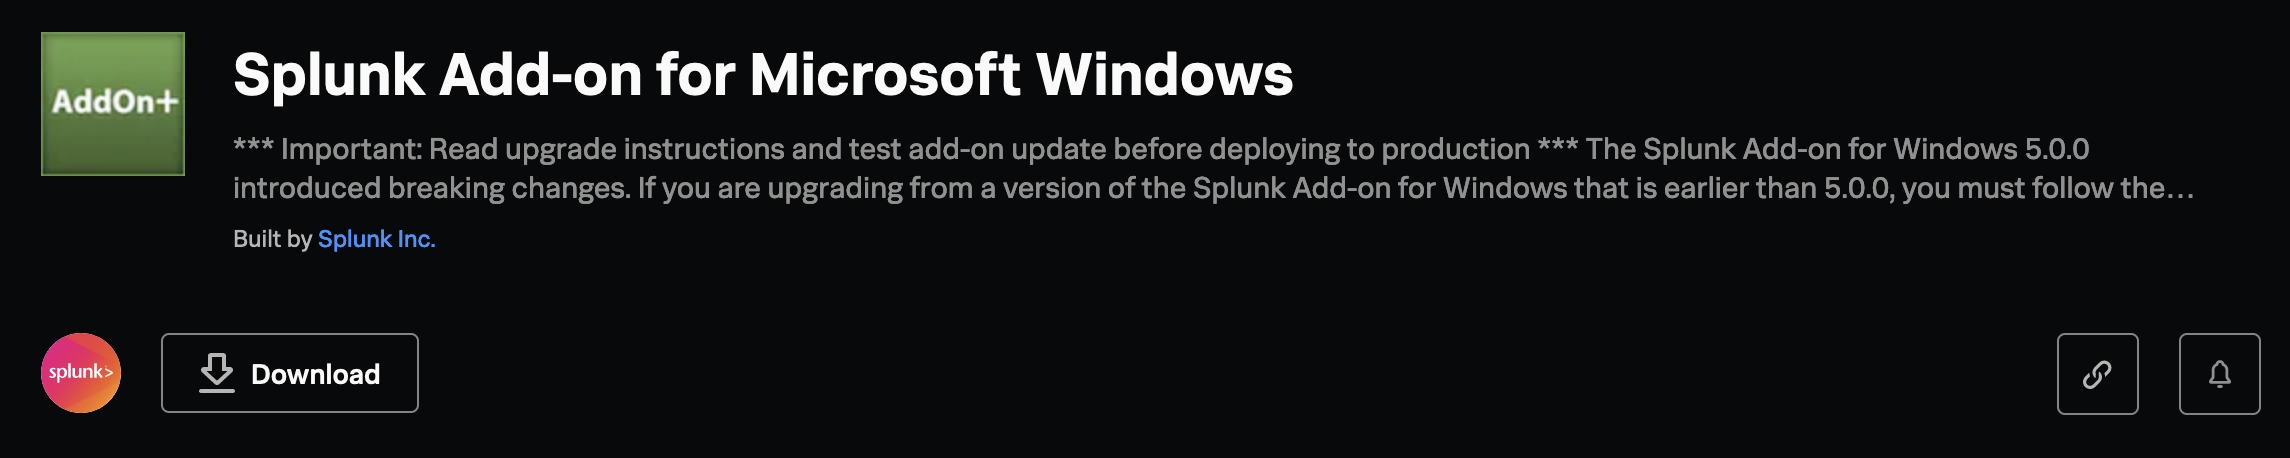 AddOn+
Splunk Add-on for Microsoft Windows
*** Important: Read upgrade instructions and test add-on update before deploying to production *** The Splunk Add-on for Windows 5.0.0
introduced breaking changes. If you are upgrading from a version of the Splunk Add-on for Windows that is earlier than 5.0.0, you must follow the…
Built by Splunk Inc.
splunk>
Download